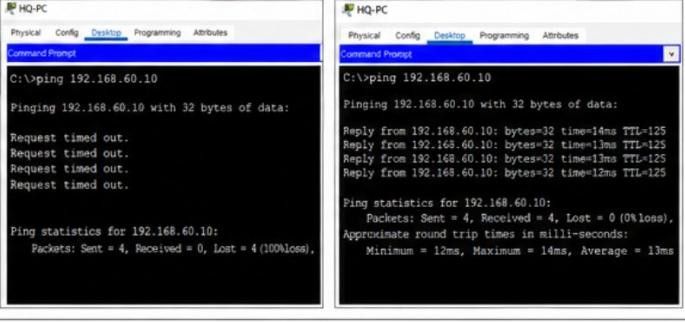 HQ-PC
Physical Config Desktop Programming Attributes
Command Prompt
C:\>ping 192.168.60.10
Pinging 192.168.60.10 with 32 bytes of data:
Request timed out.
Request timed out.
Request timed out.
Request timed out.
Ping statistics for 192.168.60.10:
Packets: Sent = 4, Received = 0, Lost = 4 (100%loss),
HQ-PC
Physical Config Desktop Programming Attributes
Command Prompt
C:\>ping 192.168.60.10
Pinging 192.168.60.10 with 32 bytes of data:
Reply from 192.168.60.10: bytes=32 time=14ms TTL=125
Reply from 192.168.60.10: bytes=32 time=13ms TTL=125
Reply from 192.168.60.10: bytes=32 time=13ms TTL=125
Reply from 192.168.60.10: bytes=32 time=12ms TTL=125
Ping statistics for 192.168.60.10:
Packets: Sent = 4, Received = 4, Lost = 0 (0% loss),
Approximate round trip times in milli-seconds:
Minimum = 12ms, Maximum = 14ms, Average = 13ms